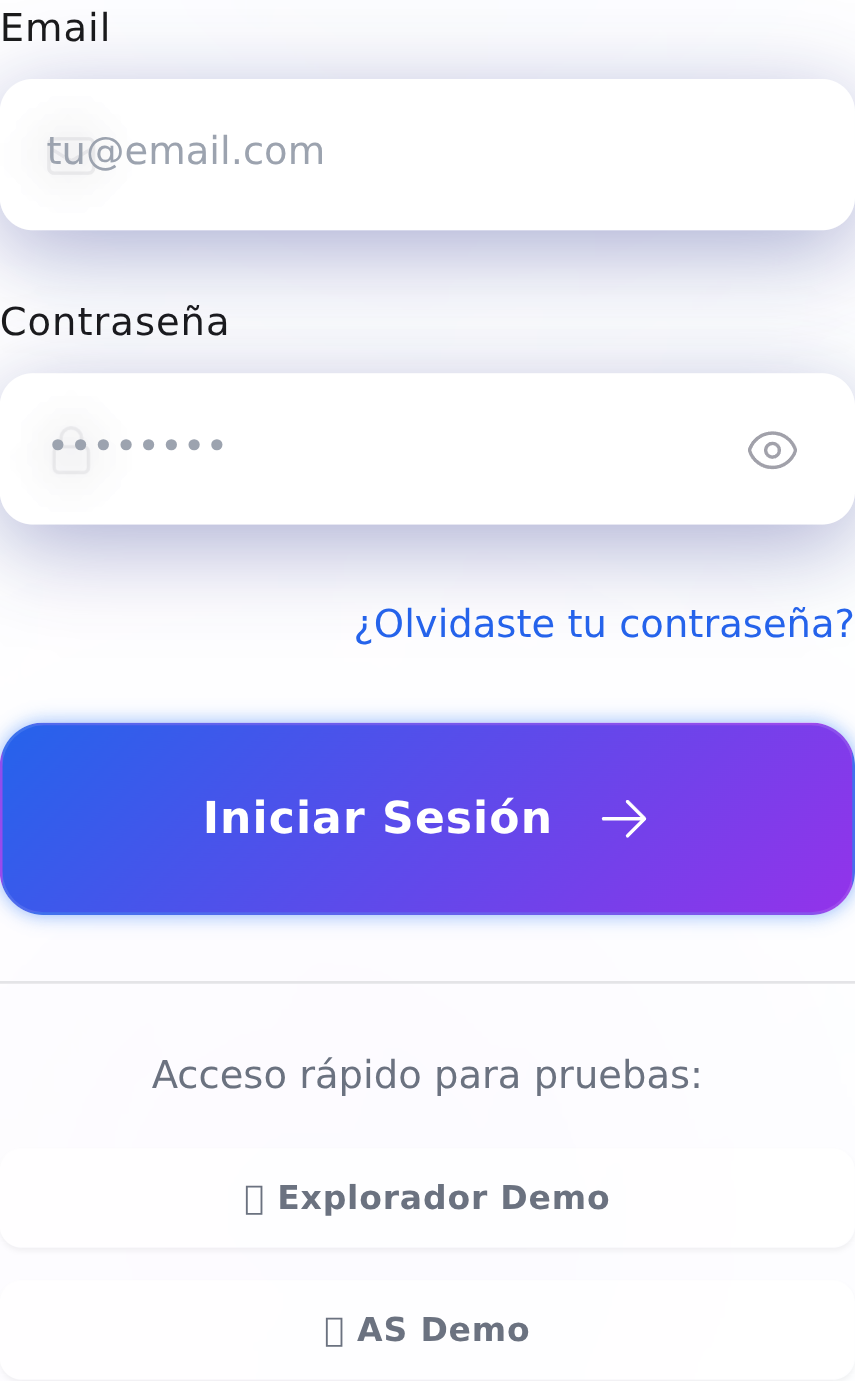 Email
tu@email.com
Contraseña
••••••••
¿Olvidaste tu contraseña?
Iniciar Sesión →
Acceso rápido para pruebas:
Explorador Demo
AS Demo